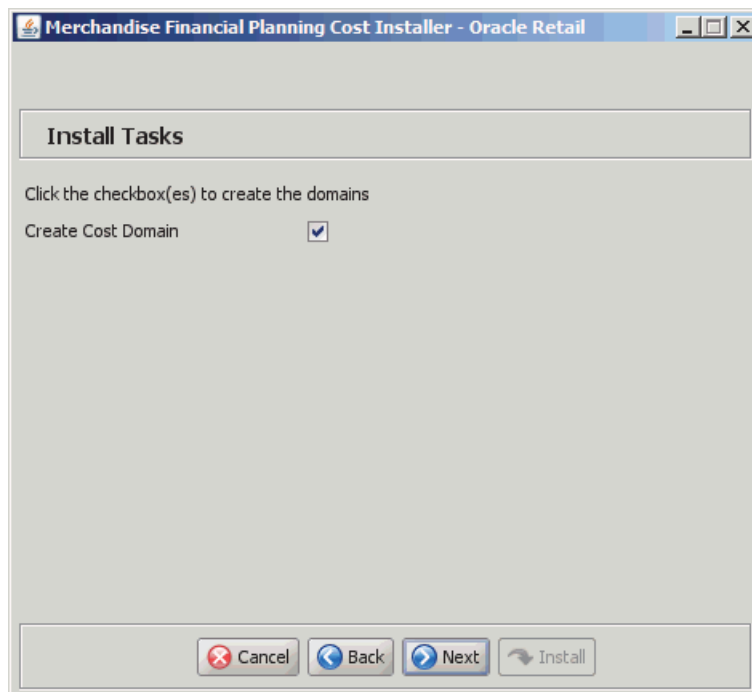 Merchandise Financial Planning Cost Installer - Oracle Retail
Install Tasks
Click the checkbox(es) to create the domains
Create Cost Domain
Cancel Back Next Install